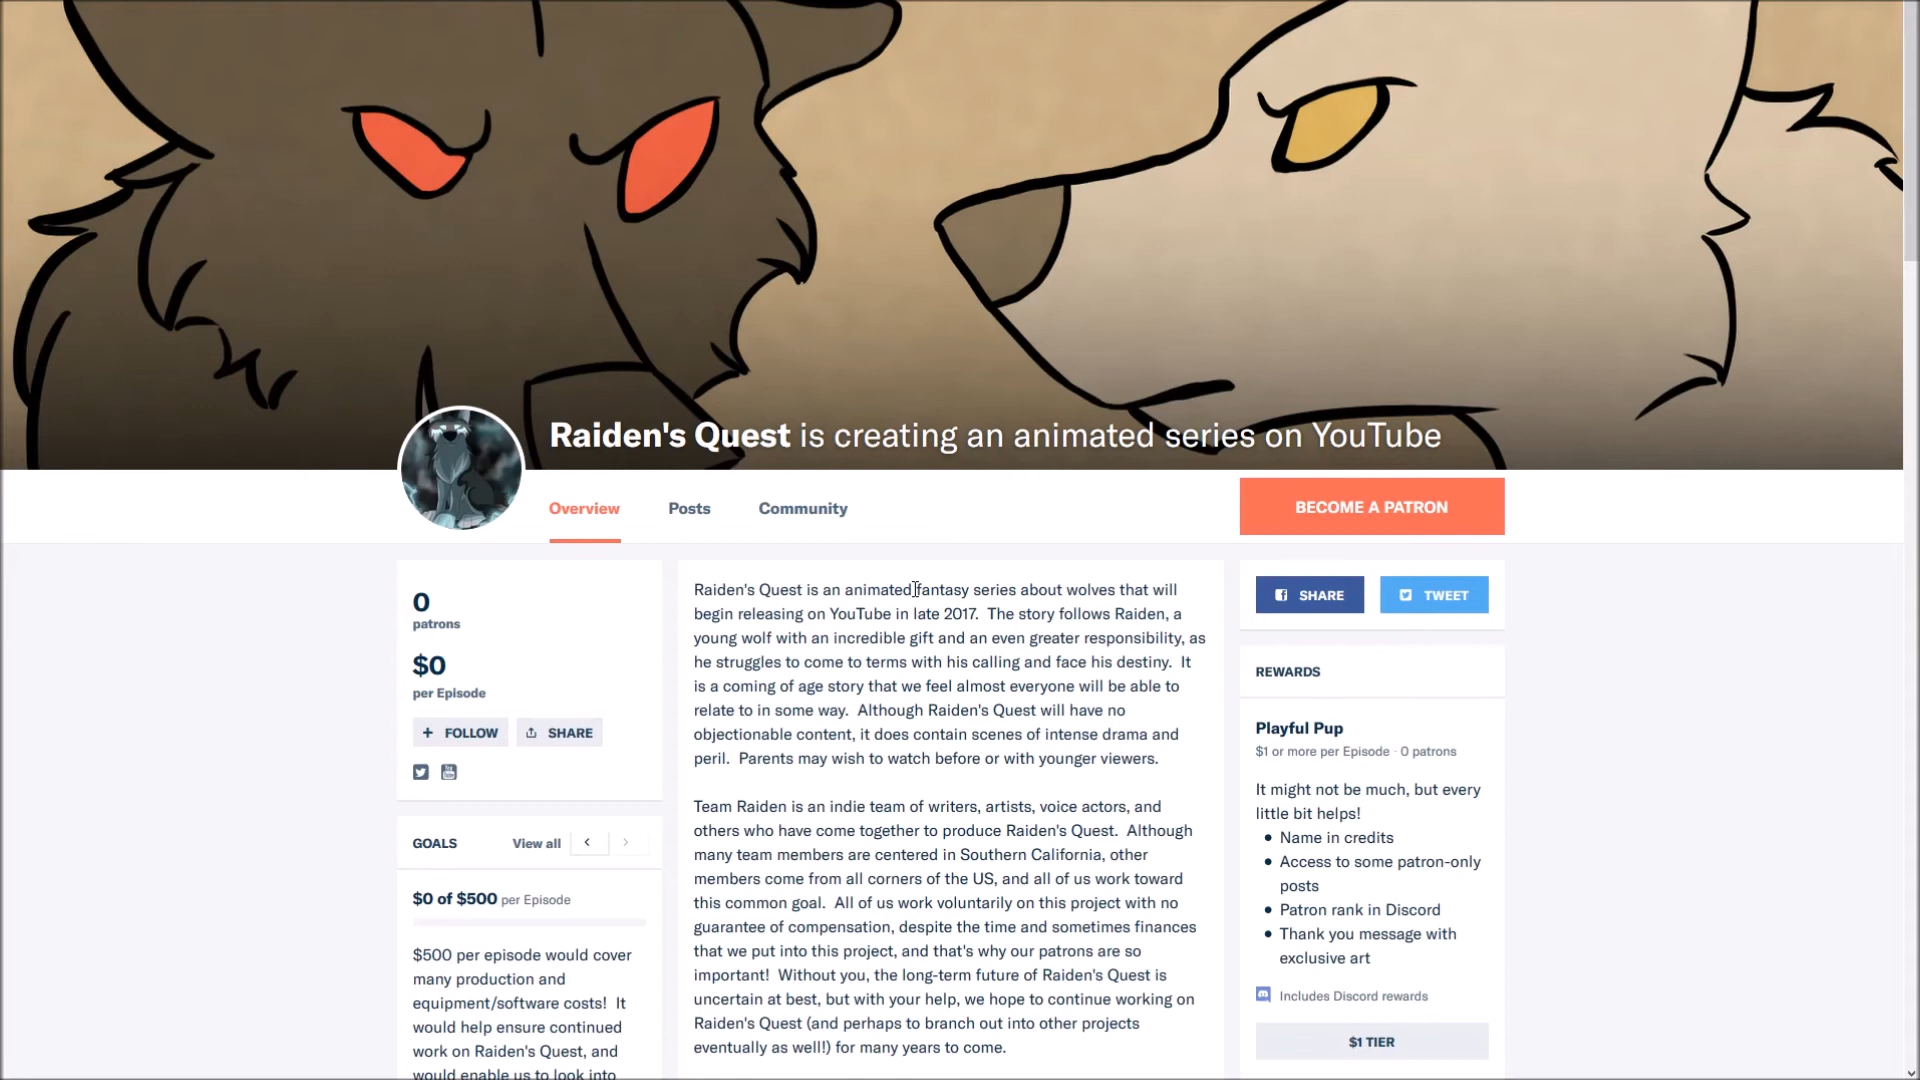 Raiden's Quest is creating an animated series on YouTube
Overview
Posts
Community
BECOME A PATRON
0
patrons
$0
per Episode
+ FOLLOW
SHARE
GOALS
View all
$0 of $500 per Episode
$500 per episode would cover
many production and
equipment/software costs!  It
would help ensure continued
work on Raiden's Quest, and
would enable us to look into
Raiden's Quest is an animated fantasy series about wolves that will
begin releasing on YouTube in late 2017.  The story follows Raiden, a
young wolf with an incredible gift and an even greater responsibility, as
he struggles to come to terms with his calling and face his destiny.  It
is a coming of age story that we feel almost everyone will be able to
relate to in some way.  Although Raiden's Quest will have no
objectionable content, it does contain scenes of intense drama and
peril.  Parents may wish to watch before or with younger viewers.
Team Raiden is an indie team of writers, artists, voice actors, and
others who have come together to produce Raiden's Quest.  Although
many team members are centered in Southern California, other
members come from all corners of the US, and all of us work toward
this common goal.  All of us work voluntarily on this project with no
guarantee of compensation, despite the time and sometimes finances
that we put into this project, and that's why our patrons are so
important!  Without you, the long-term future of Raiden's Quest is
uncertain at best, but with your help, we hope to continue working on
Raiden's Quest (and perhaps to branch out into other projects
eventually as well!) for many years to come.
SHARE
TWEET
REWARDS
Playful Pup
$1 or more per Episode · 0 patrons
It might not be much, but every
little bit helps!
• Name in credits
• Access to some patron-only
posts
• Patron rank in Discord
• Thank you message with
exclusive art
Includes Discord rewards
$1 TIER